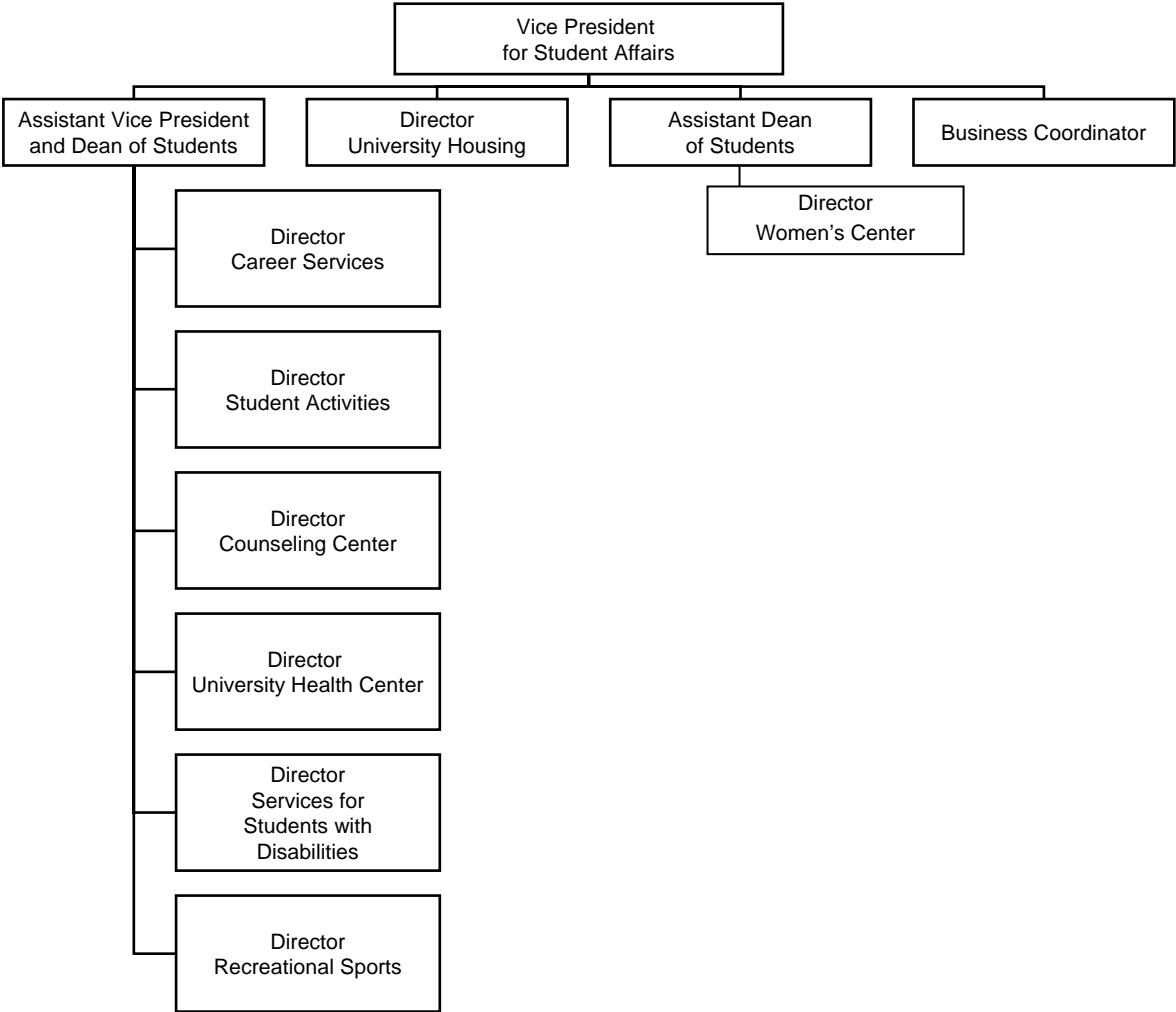 Vice President
for Student Affairs
Assistant Vice President
and Dean of Students
Director
University Housing
Assistant Dean
of Students
Business Coordinator
Director
Women’s Center
Director
Career Services
Director
Student Activities
Director
Counseling Center
Director
University Health Center
Director
Services for
Students with
Disabilities
Director
Recreational Sports